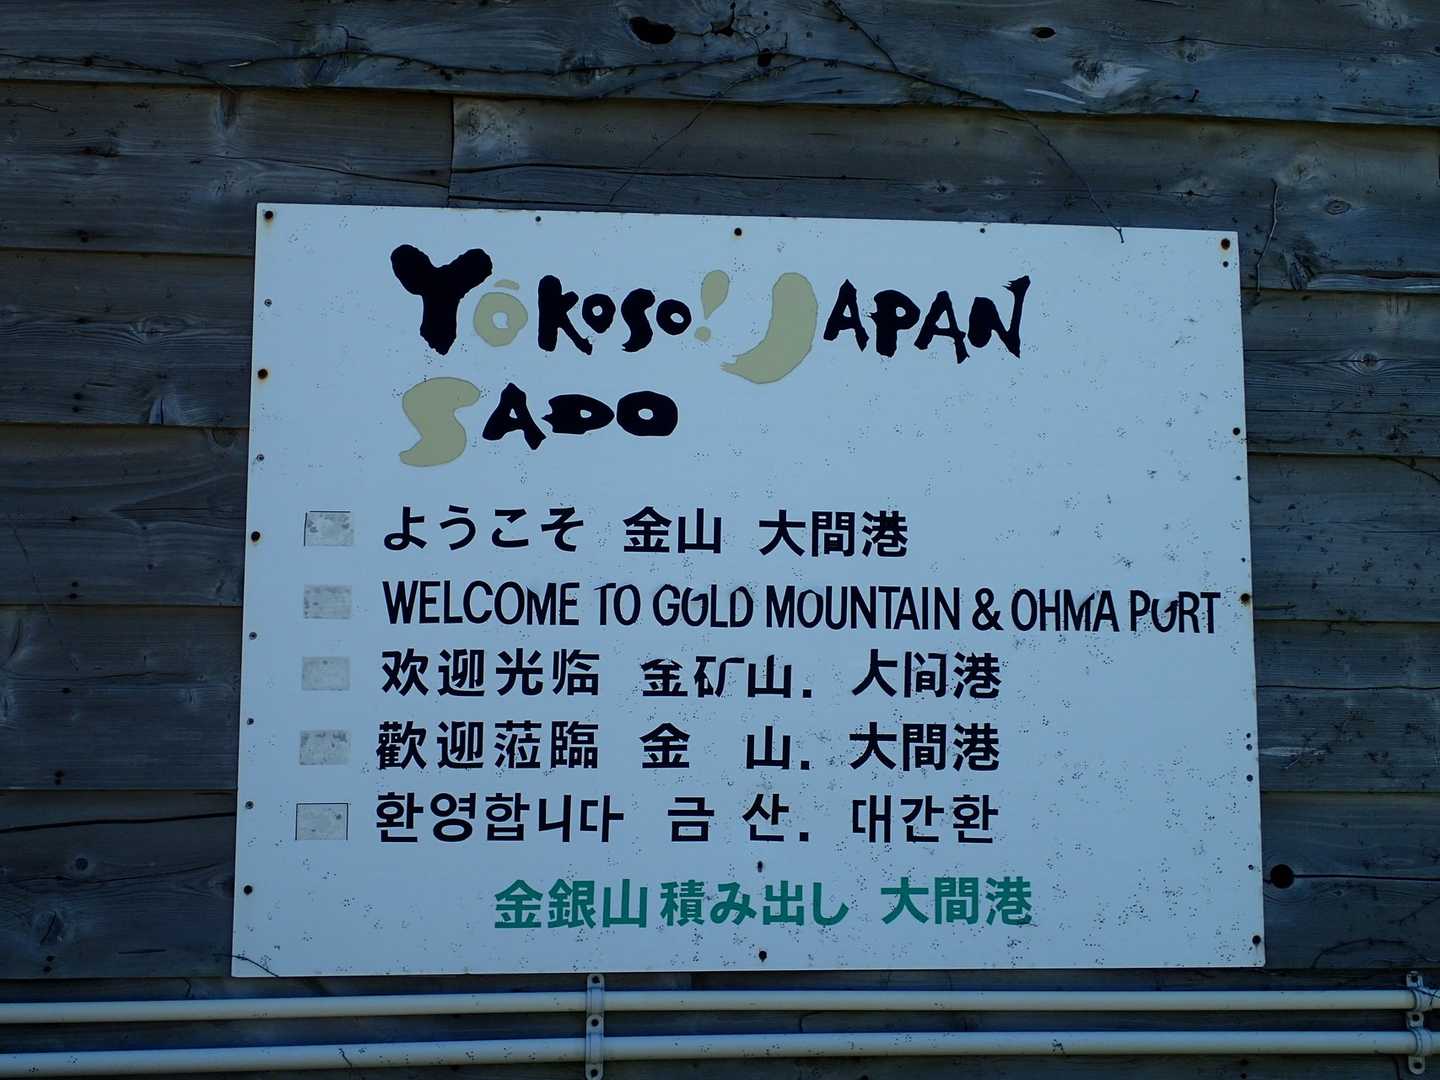 Yōkoso! Japan
Sado
ようこそ 金山 大間港
WELCOME TO GOLD MOUNTAIN & OHMA PORT
欢迎光临 金矿山. 大间港
歡迎蒞臨 金 山. 大間港
환영합니다 금 산. 대간환
金銀山積み出し 大間港